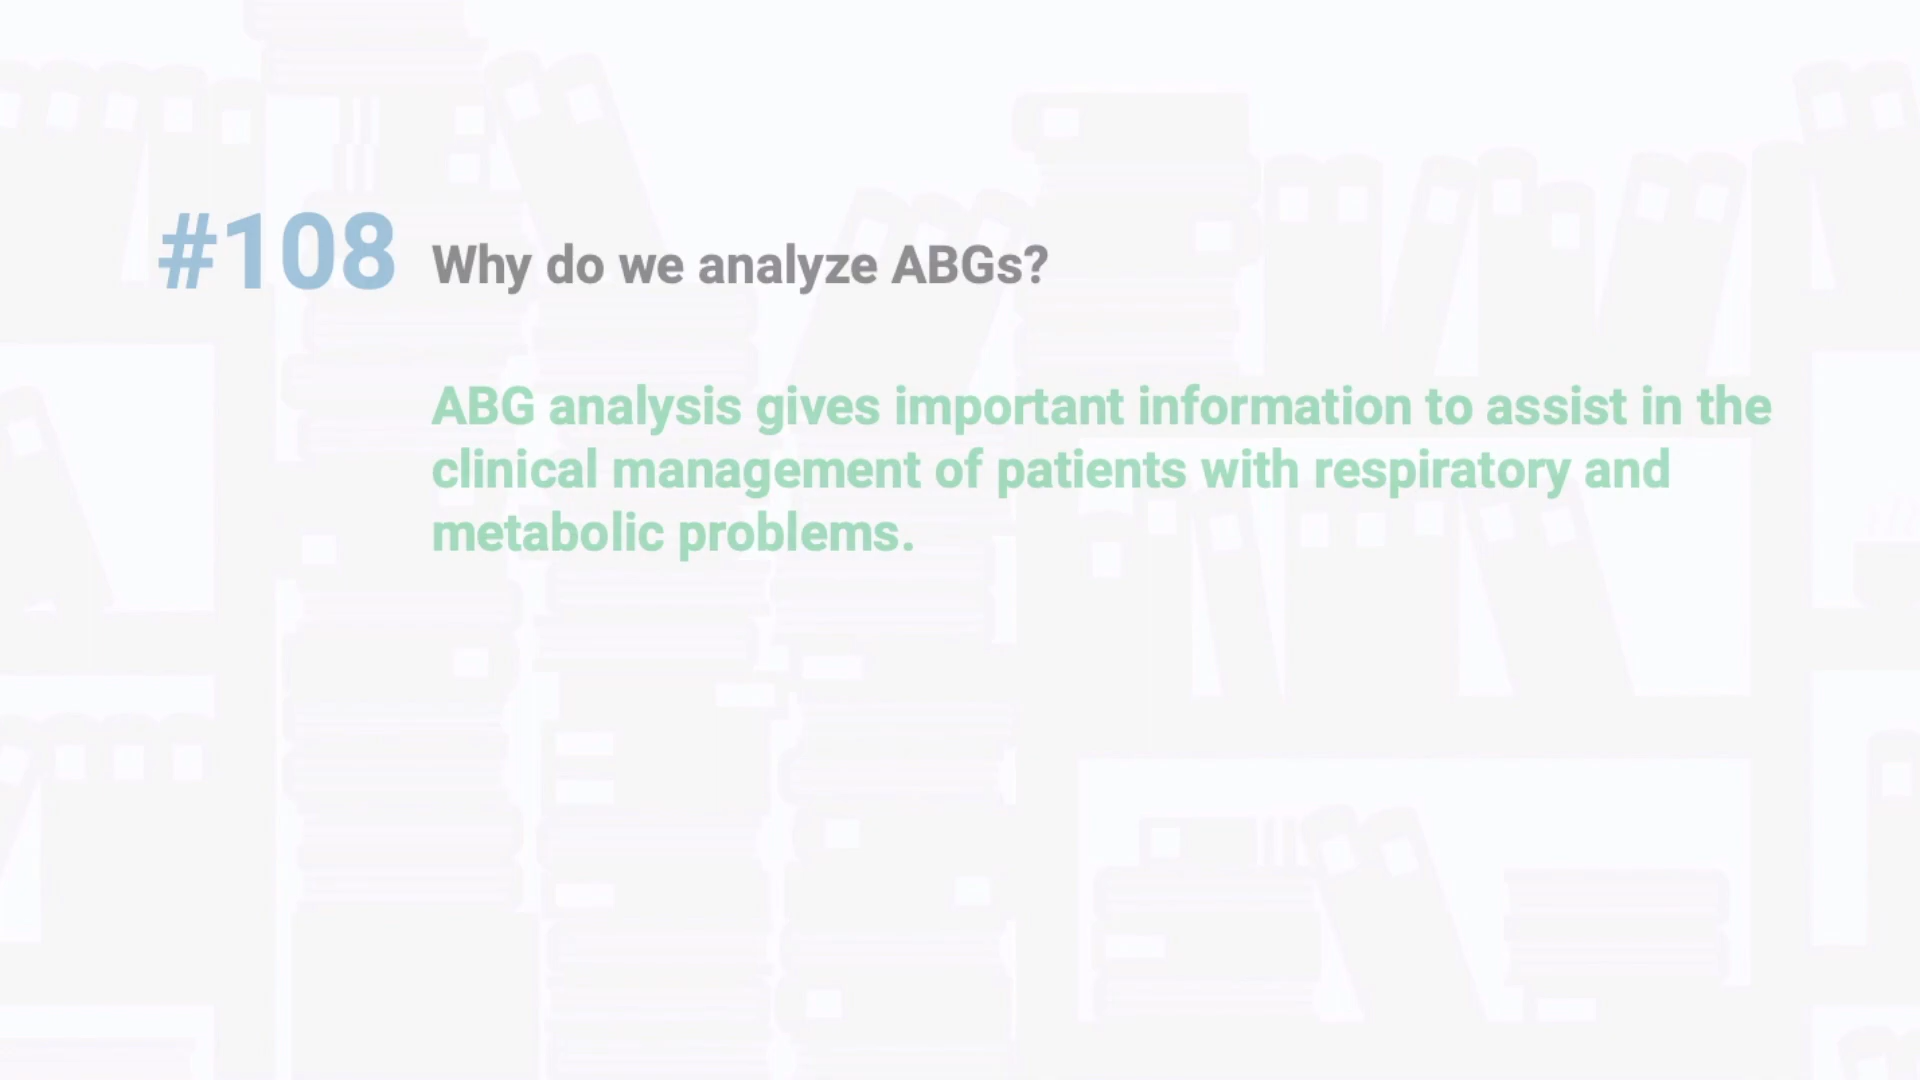 #108 Why do we analyze ABGs?
ABG analysis gives important information to assist in the
clinical management of patients with respiratory and
metabolic problems.